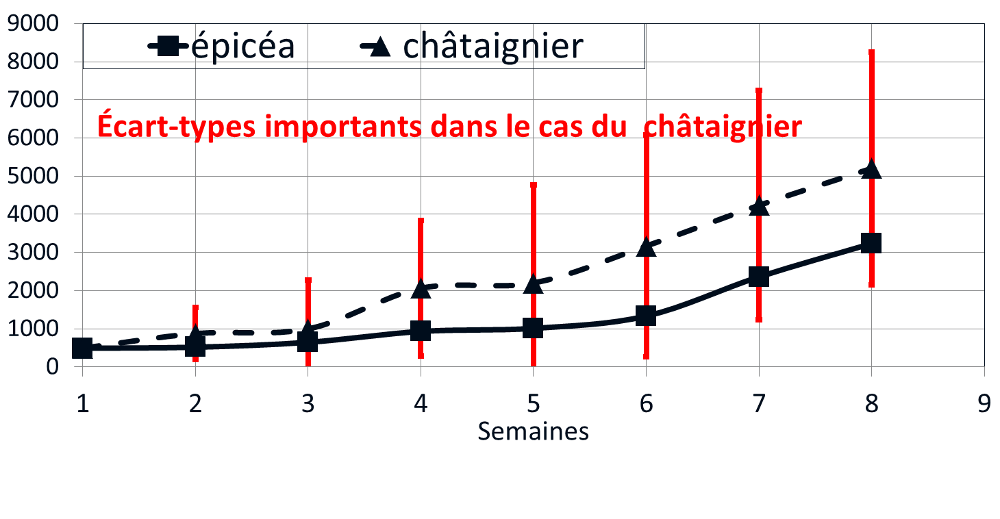 9000
8000
7000
6000
5000
4000
3000
2000
1000
0
épicéa châtaignier
Écart-types importants dans le cas du châtaignier
1 2 3 4 5 6 7 8 9
Semaines